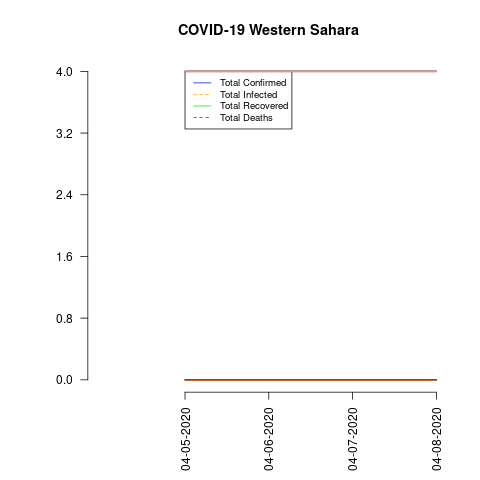 COVID-19 Western Sahara
4.0
3.2
2.4
1.6
0.8
0.0
Total Confirmed
Total Infected
Total Recovered
Total Deaths
04-05-2020
04-06-2020
04-07-2020
04-08-2020